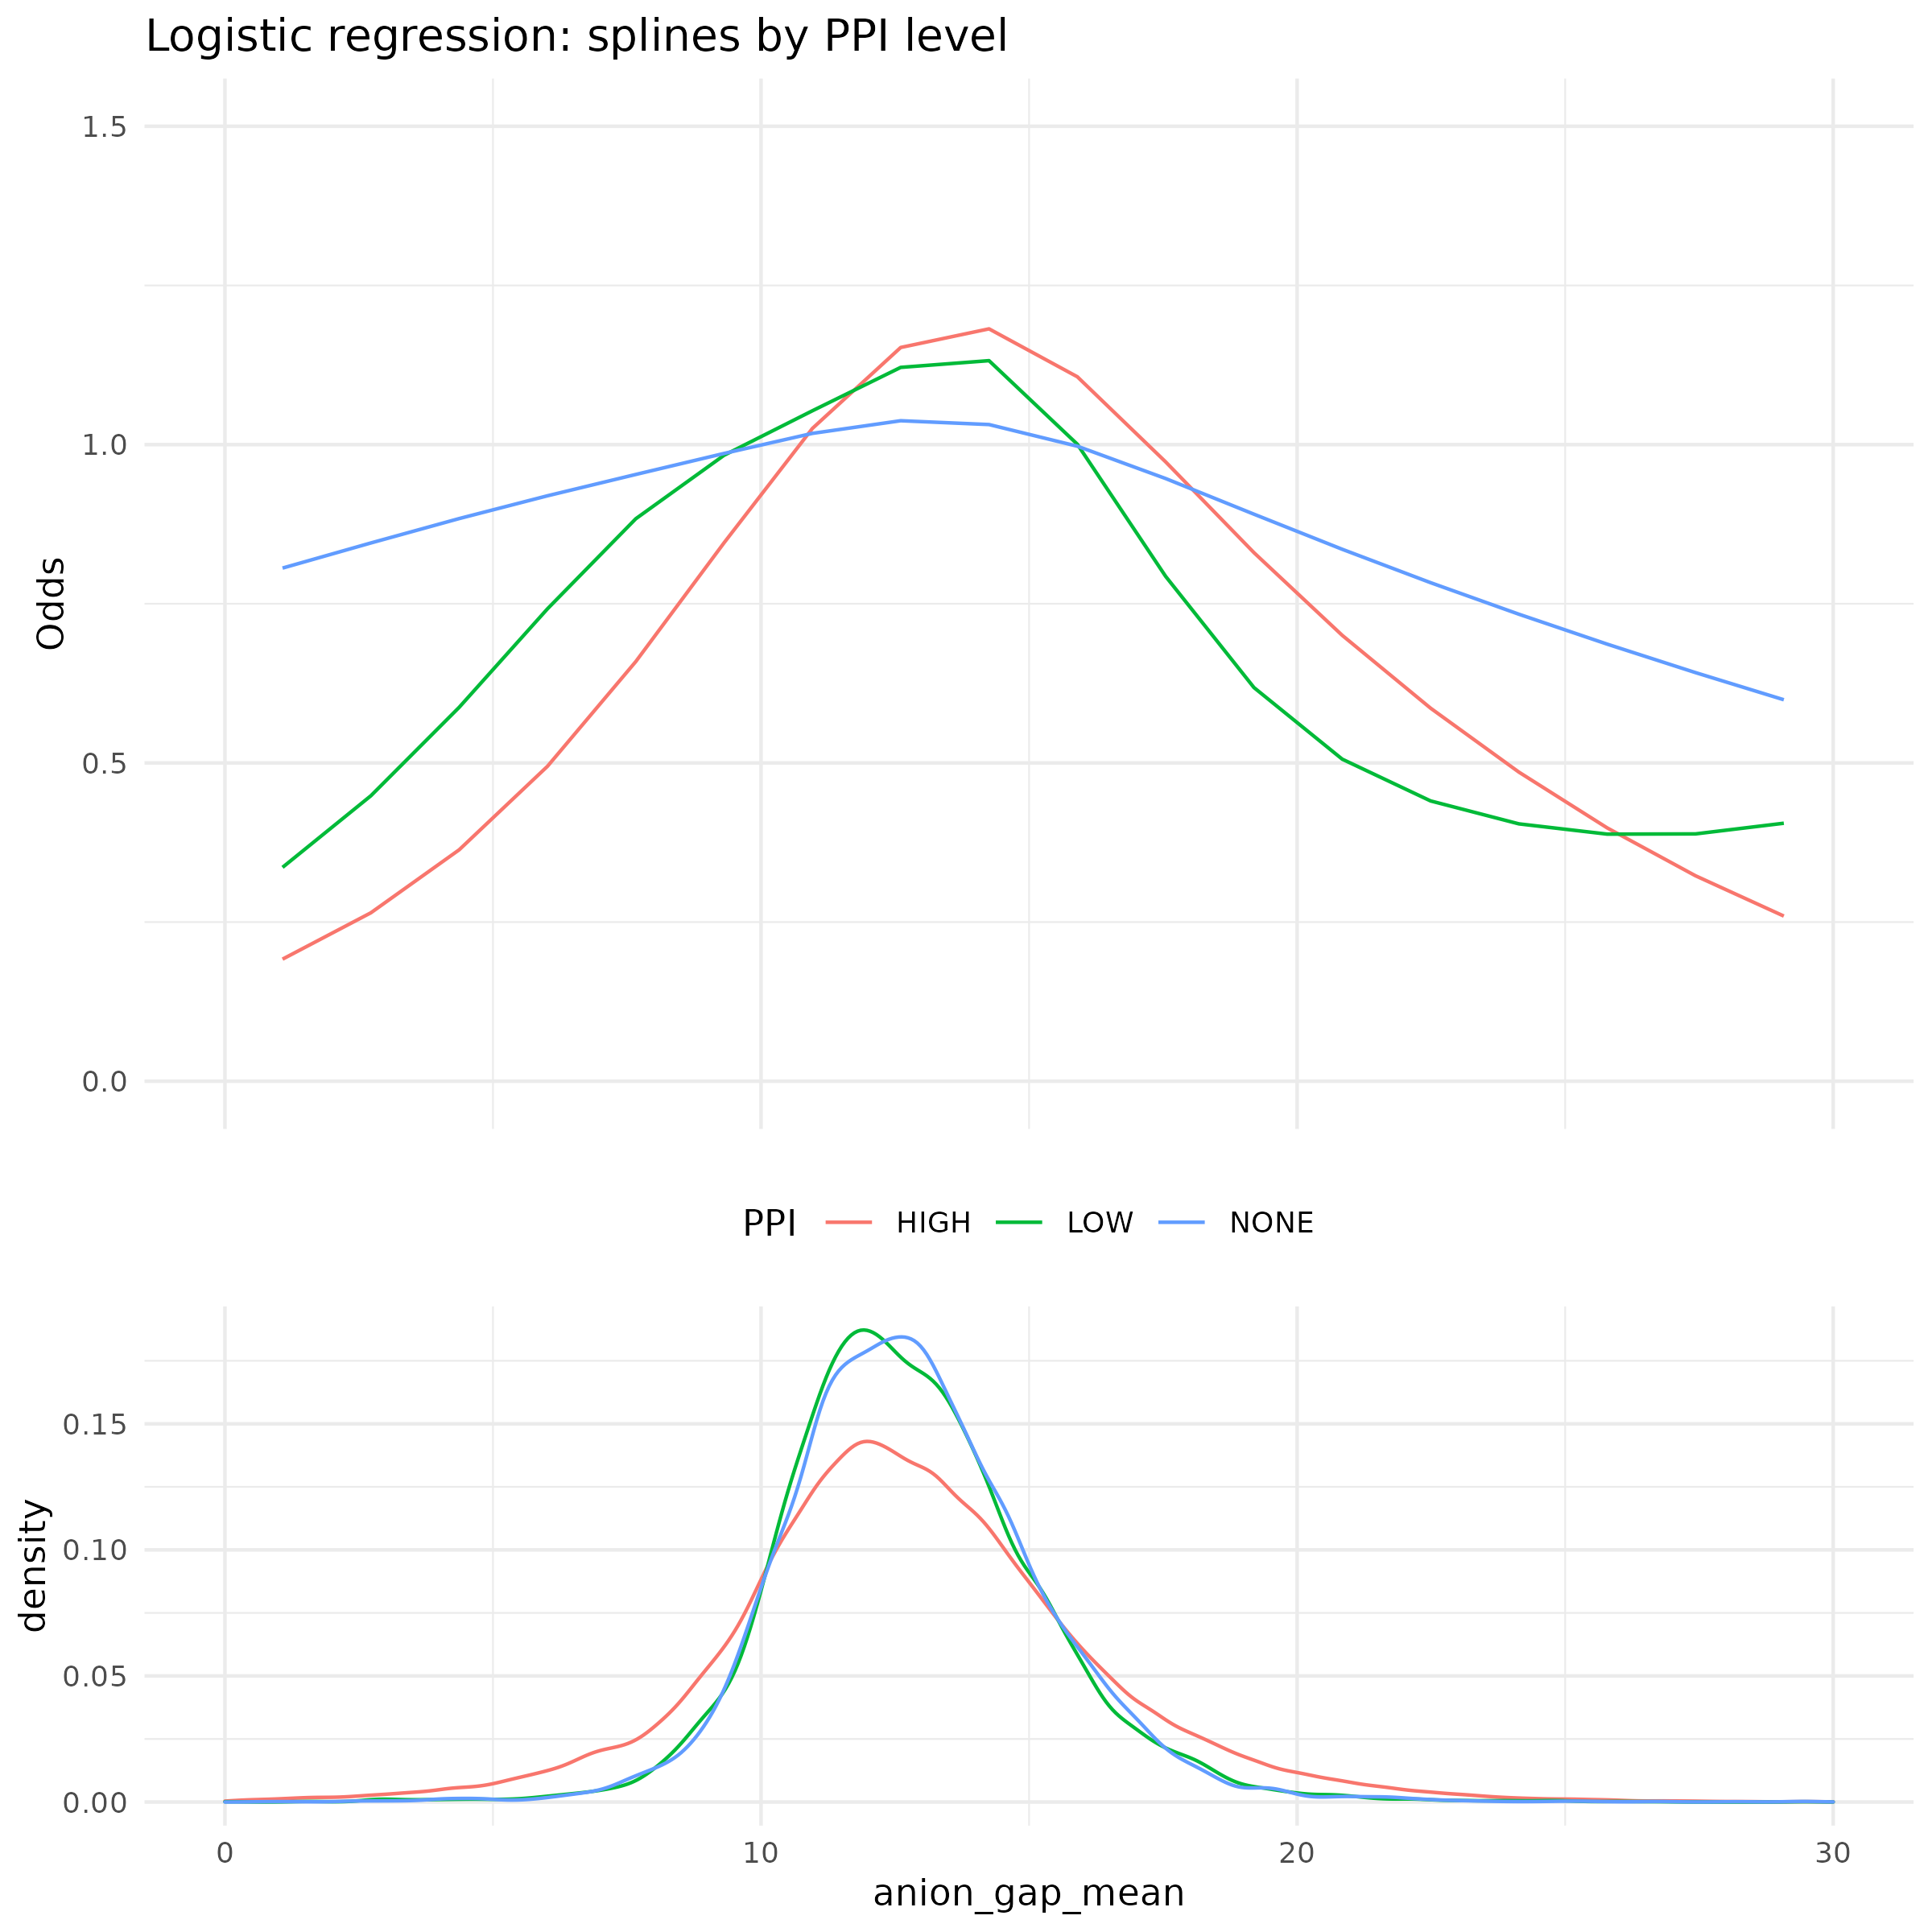 Logistic regression: splines by PPI level
1.5
1.0
0.5
0.0
Odds
PPI HIGH LOW NONE
0.15
0.10
0.05
0.00
density
0 10 20 30
anion_gap_mean